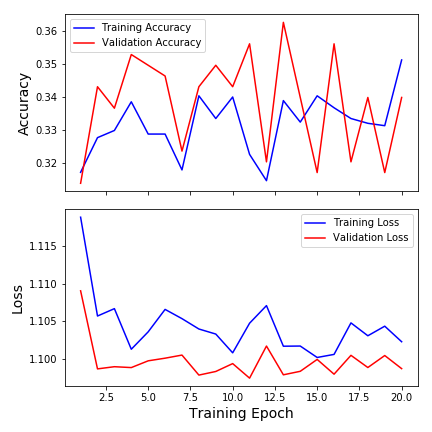 0.36
0.35
0.34
0.33
0.32
Accuracy
Training Accuracy
Validation Accuracy
1.115
1.110
1.105
1.100
Loss
Training Loss
Validation Loss
2.5 5.0 7.5 10.0 12.5 15.0 17.5 20.0
Training Epoch